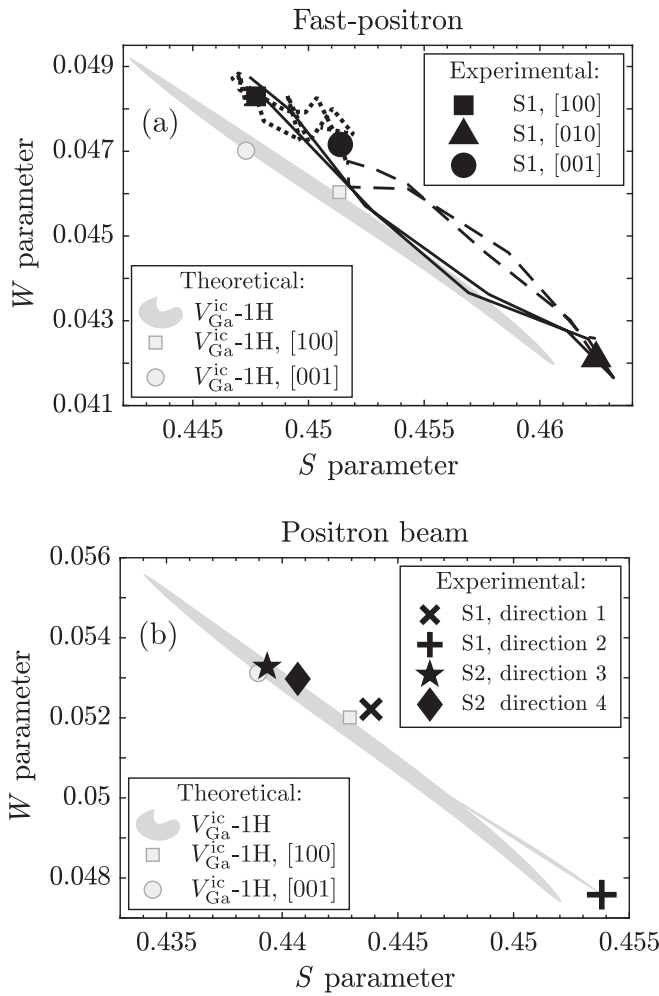 Fast-positron
0.049
0.047
0.045
0.043
0.041
W parameter
(a)
Experimental:
S1, [100]
S1, [010]
S1, [001]
Theoretical:
V_Ga^ic-1H
V_Ga^ic-1H, [100]
V_Ga^ic-1H, [001]
0.445
0.45
0.455
0.46
S parameter
Positron beam
0.056
0.054
0.052
0.05
0.048
W parameter
(b)
Experimental:
S1, direction 1
S1, direction 2
S2, direction 3
S2 direction 4
Theoretical:
V_Ga^ic-1H
V_Ga^ic-1H, [100]
V_Ga^ic-1H, [001]
0.435
0.44
0.445
0.45
0.455
S parameter